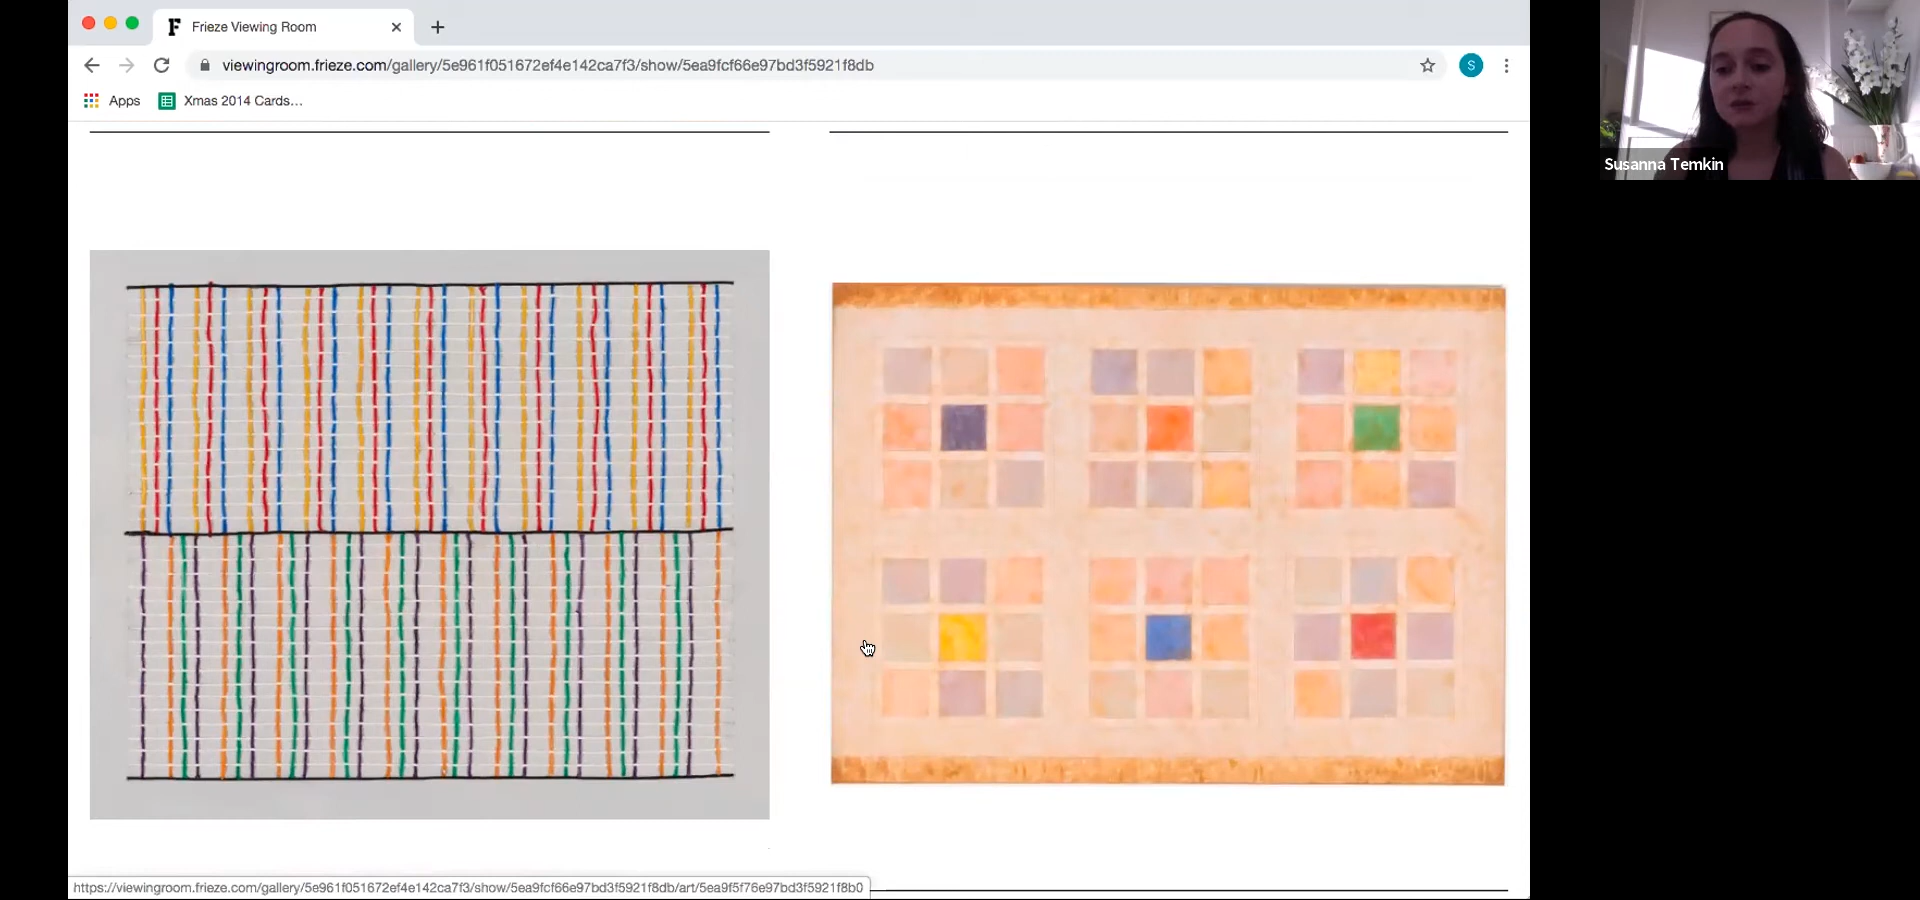 Frieze Viewing Room
viewingroom.frieze.com/gallery/5e961f051672ef4e142ca7f3/show/5ea9fcf66e97bd3f5921f8db
S
Apps
Xmas 2014 Cards...
Susanna Temkin
https://viewingroom.frieze.com/gallery/5e961f051672ef4e142ca7f3/show/5ea9fcf66e97bd3f5921f8db/art/5ea9f5f76e97bd3f5921f8b0